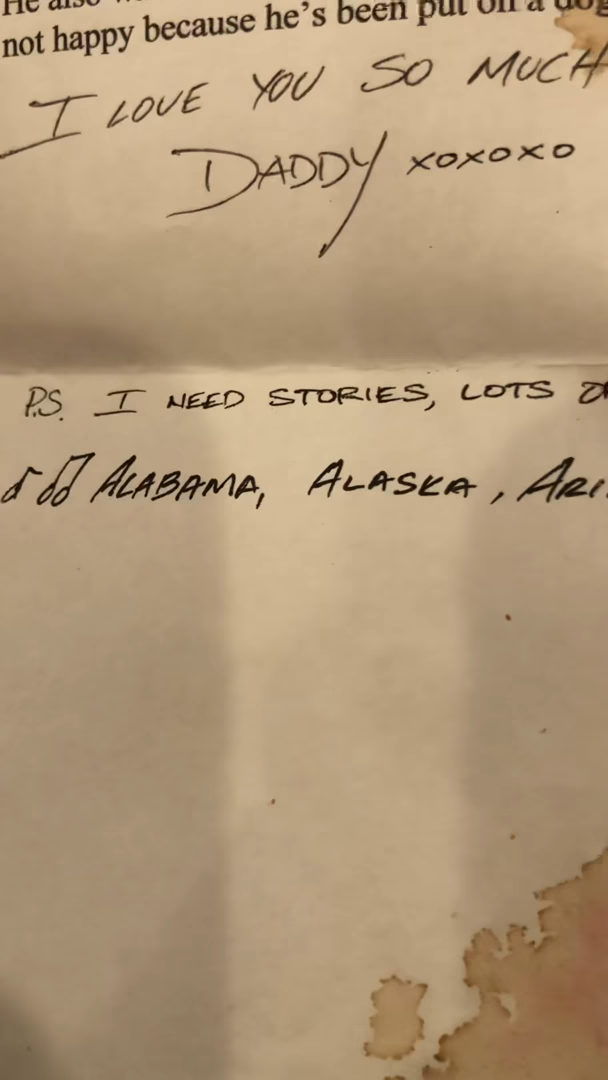 not happy because he's been put on a
I LOVE YOU SO MUCH
DADDY xoxoxo
P.S. I NEED STORIES, LOTS
ALABAMA, ALASKA,